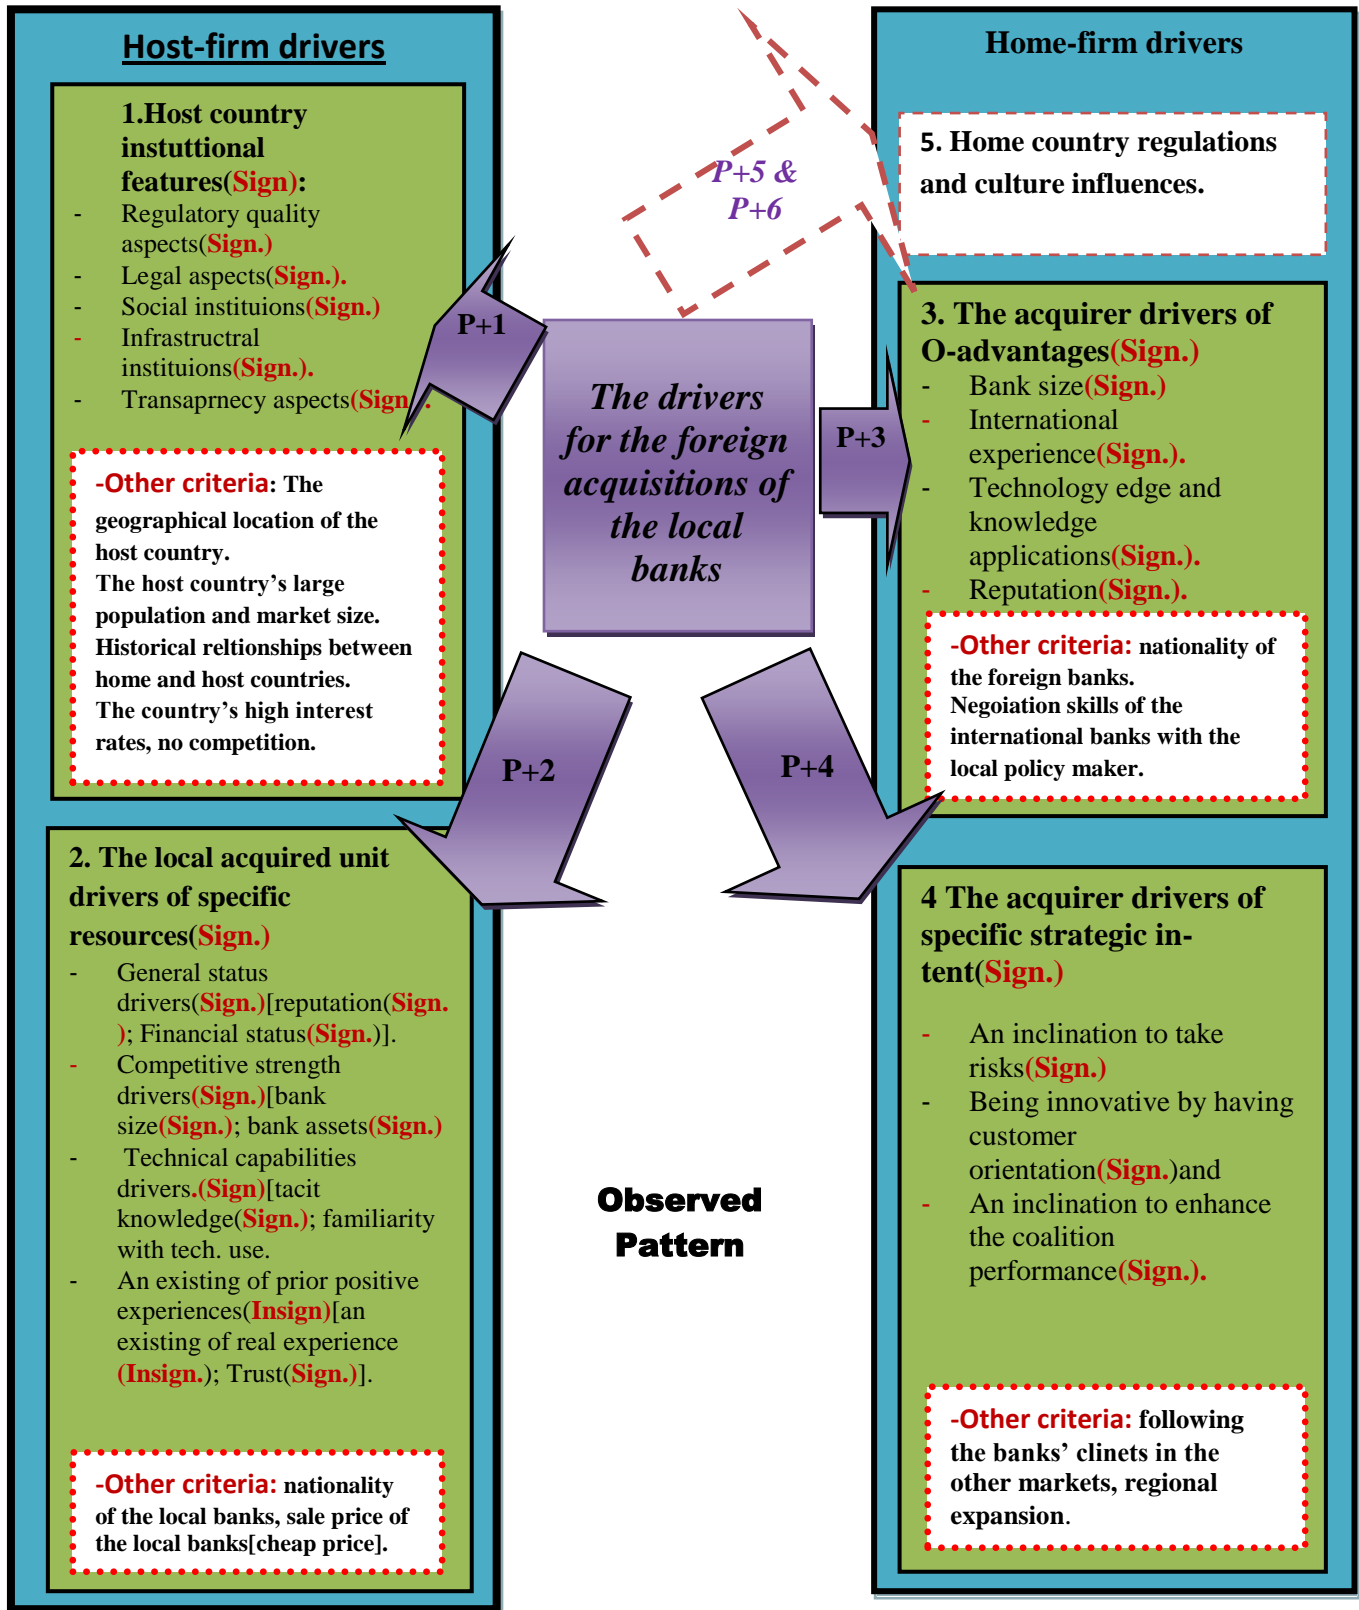 Host-firm drivers
1.Host country
instuttional
features(Sign):
- Regulatory quality
aspects(Sign.)
- Legal aspects(Sign.).
- Social instituions(Sign.)
- Infrastructral
instituions(Sign.).
- Transaprnecy aspects(Sign.
-Other criteria: The
geographical location of the
host country.
The host country's large
population and market size.
Historical reltionships between
home and host countries.
The country's high interest
rates, no competition.
2. The local acquired unit
drivers of specific
resources(Sign.)
- General status
drivers(Sign.)[reputation(Sign.
); Financial status(Sign.)].
- Competitive strength
drivers(Sign.)[bank
size(Sign.); bank assets(Sign.)
- Technical capabilities
drivers.(Sign)[tacit
knowledge(Sign.); familiarity
with tech. use.
- An existing of prior positive
experiences(Insign)[an
existing of real experience
(Insign.); Trust(Sign.)].
-Other criteria: nationality
of the local banks, sale price of
the local banks[cheap price].
P+5 &
P+6
P+1
The drivers
for the foreign
acquisitions of
the local
banks
P+3
P+2
P+4
Observed
Pattern
Home-firm drivers
5. Home country regulations
and culture influences.
3. The acquirer drivers of
O-advantages(Sign.)
- Bank size(Sign.)
- International
experience(Sign.).
- Technology edge and
knowledge
applications(Sign.).
- Reputation(Sign.).
-Other criteria: nationality of
the foreign banks.
Negoiation skills of the
international banks with the
local policy maker.
4 The acquirer drivers of
specific strategic in-
tent(Sign.)
- An inclination to take
risks(Sign.)
- Being innovative by having
customer
orientation(Sign.)and
- An inclination to enhance
the coalition
performance(Sign.).
-Other criteria: following
the banks' clinets in the
other markets, regional
expansion.